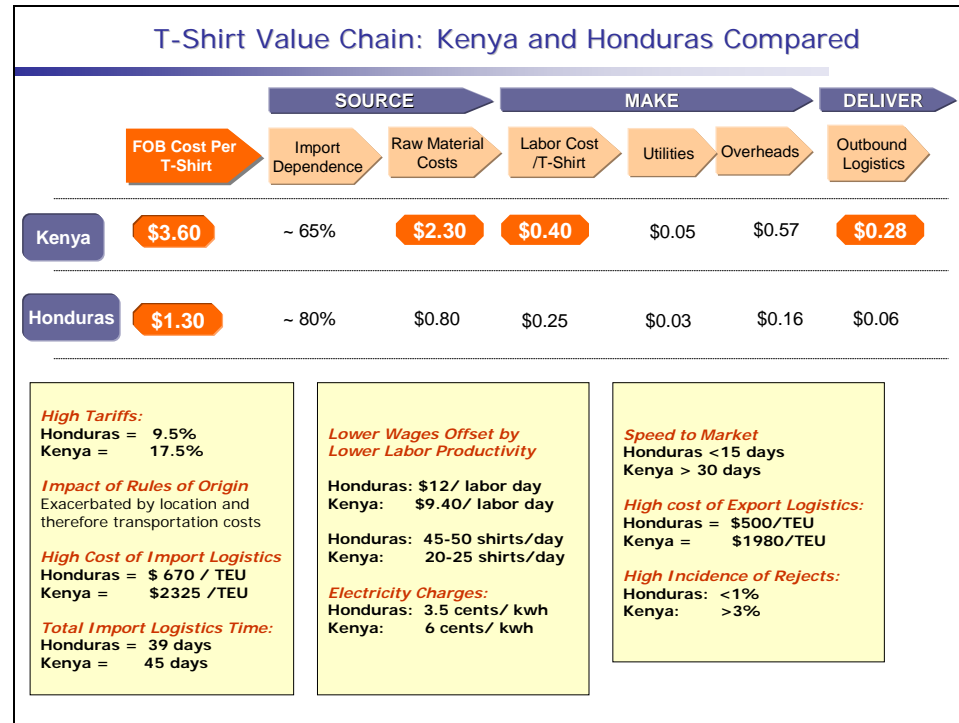 T-Shirt Value Chain: Kenya and Honduras Compared
SOURCE
MAKE
DELIVER
FOB Cost Per
T-Shirt
Import
Dependence
Raw Material
Costs
Labor Cost
/T-Shirt
Utilities
Overheads
Outbound
Logistics
Kenya
$3.60
~ 65%
$2.30
$0.40
$0.05
$0.57
$0.28
Honduras
$1.30
~ 80%
$0.80
$0.25
$0.03
$0.16
$0.06
High Tariffs:
Honduras = 9.5%
Kenya = 17.5%
Impact of Rules of Origin
Exacerbated by location and
therefore transportation costs
High Cost of Import Logistics
Honduras = $ 670 / TEU
Kenya = $2325 /TEU
Total Import Logistics Time:
Honduras = 39 days
Kenya = 45 days
Lower Wages Offset by
Lower Labor Productivity
Honduras: $12/ labor day
Kenya: $9.40/ labor day
Honduras: 45-50 shirts/day
Kenya: 20-25 shirts/day
Electricity Charges:
Honduras: 3.5 cents/ kwh
Kenya: 6 cents/ kwh
Speed to Market
Honduras <15 days
Kenya > 30 days
High cost of Export Logistics:
Honduras = $500/TEU
Kenya = $1980/TEU
High Incidence of Rejects:
Honduras: <1%
Kenya: >3%